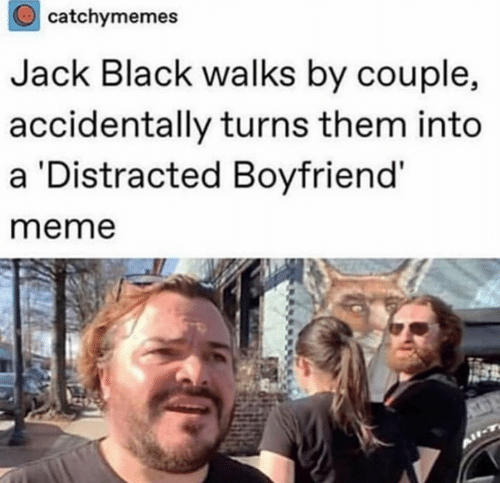 catchymemes
Jack Black walks by couple,
accidentally turns them into
a 'Distracted Boyfriend'
meme